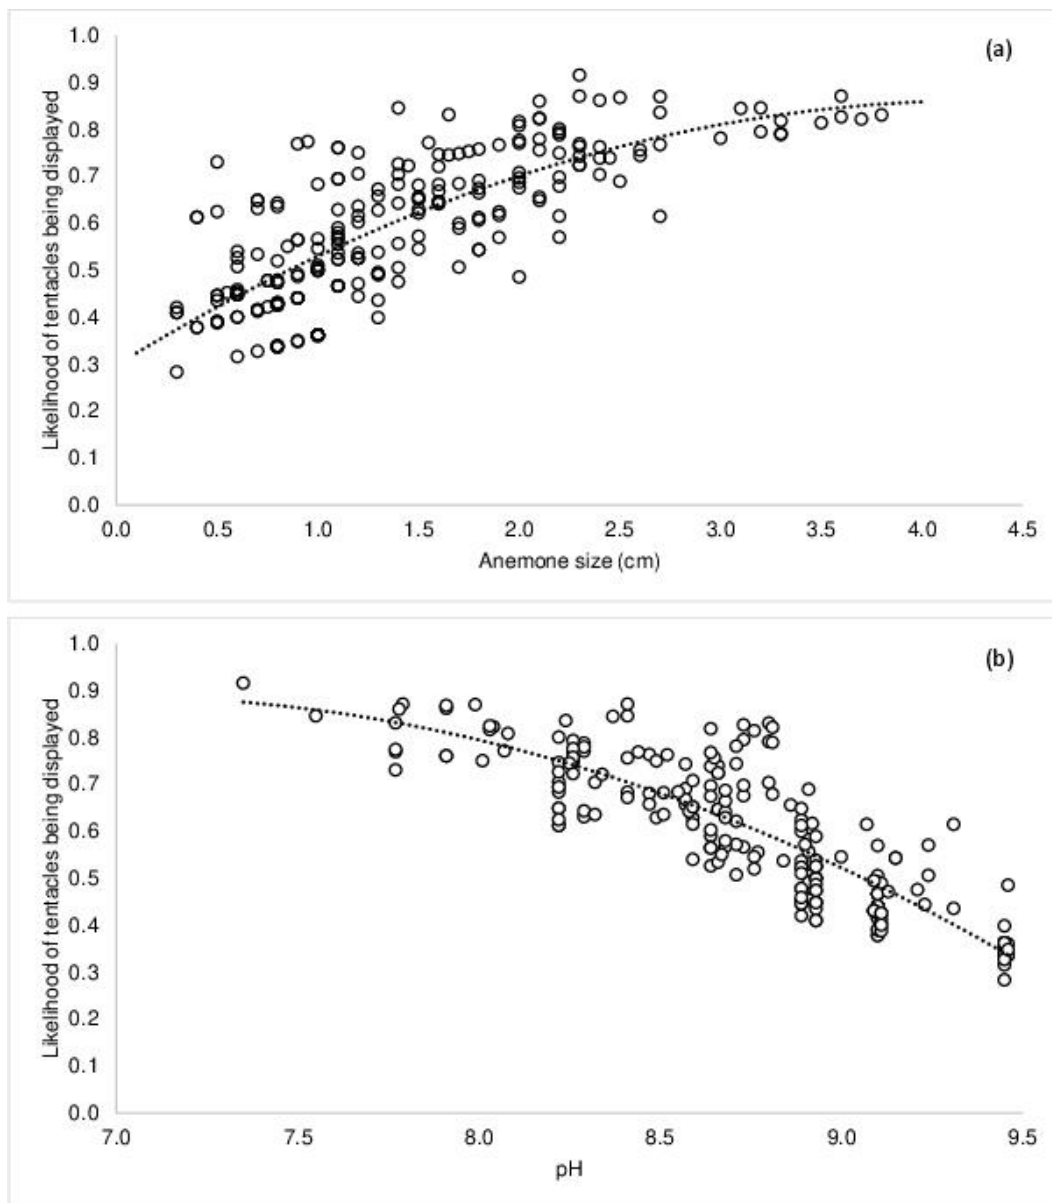 (a)
Likelihood of tentacles being displayed
1.0
0.9
0.8
0.7
0.6
0.5
0.4
0.3
0.2
0.1
0.0
0.0 0.5 1.0 1.5 2.0 2.5 3.0 3.5 4.0 4.5
Anemone size (cm)
(b)
Likelihood of tentacles being displayed
1.0
0.9
0.8
0.7
0.6
0.5
0.4
0.3
0.2
0.1
0.0
7.0 7.5 8.0 8.5 9.0 9.5
pH